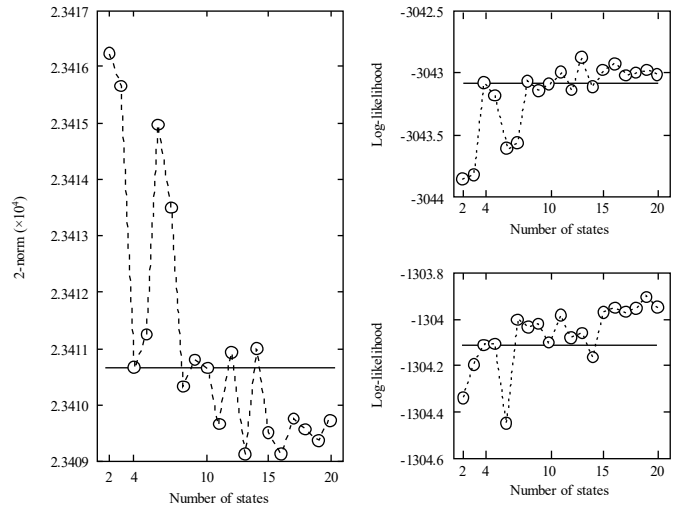 2.3417
2.3416
2.3415
2.3414
2.3413
2.3412
2.3411
2.3410
2.3409
2-norm (×10⁴)
2 4 10 15 20
Number of states
-3042.5
-3043
-3043.5
-3044
Log-likelihood
2 4 10 15 20
Number of states
-1303.8
-1304
-1304.2
-1304.4
-1304.6
Log-likelihood
2 4 10 15 20
Number of states